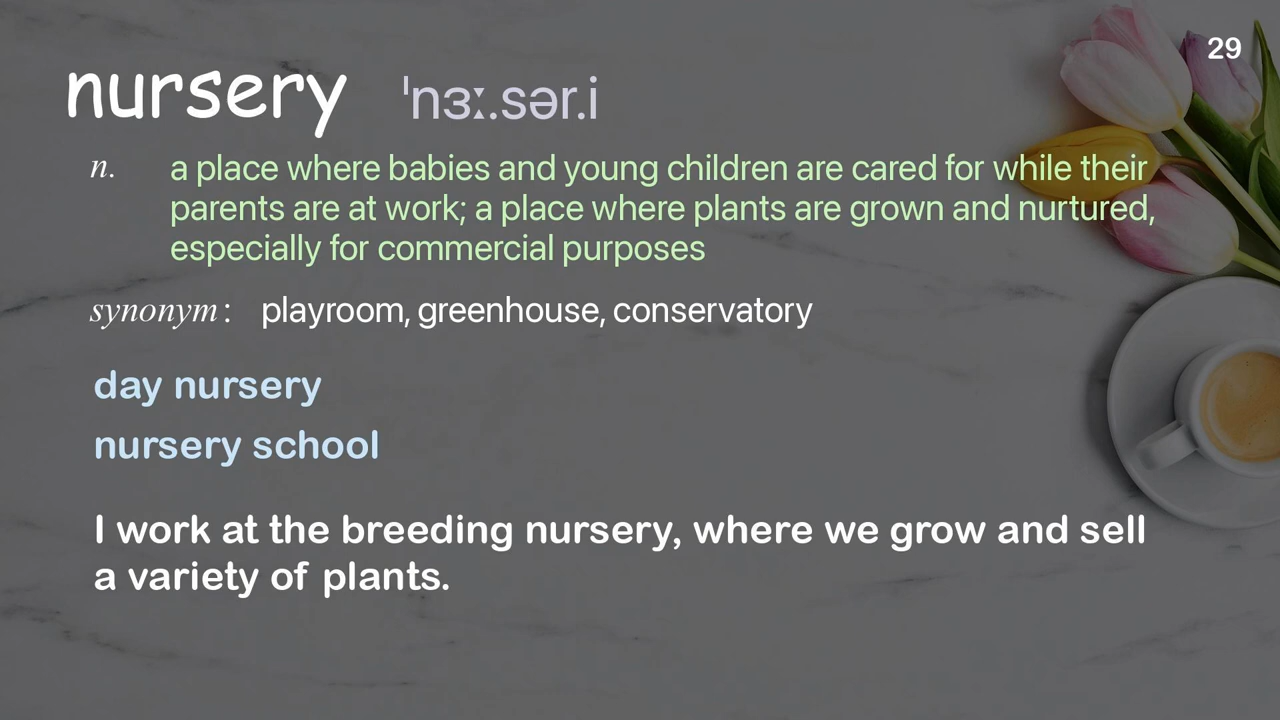 29
nursery ˈnɜː.sər.i
n. a place where babies and young children are cared for while their
parents are at work; a place where plants are grown and nurtured,
especially for commercial purposes
synonym: playroom, greenhouse, conservatory
day nursery
nursery school
I work at the breeding nursery, where we grow and sell
a variety of plants.